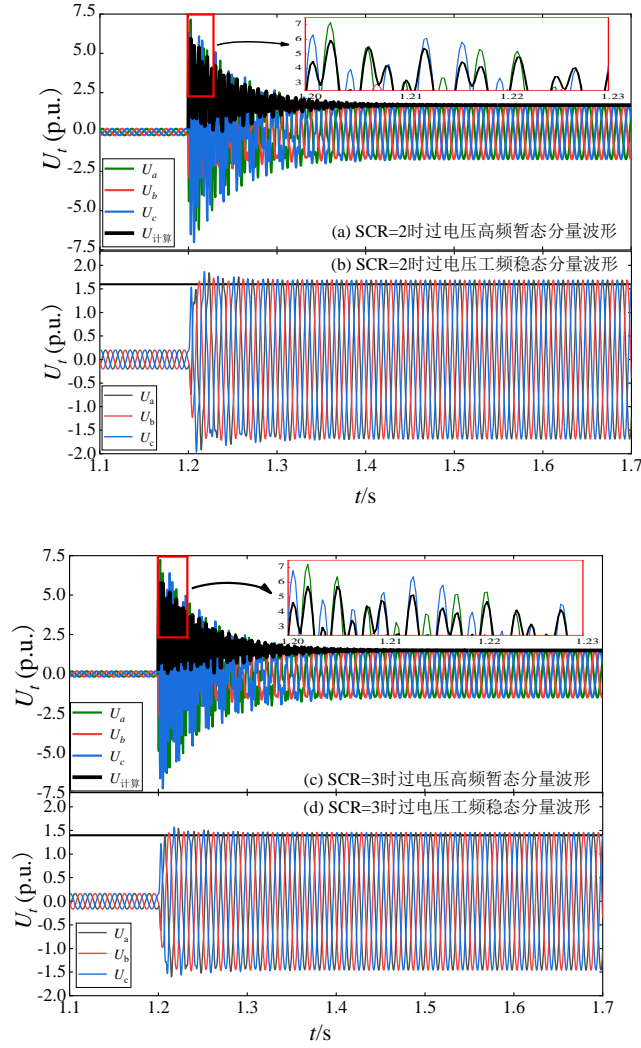 7.5
5.0
2.5
0.0
-2.5
-5.0
-7.5
U_t (p.u.)
7
6
5
4
3
1.20 1.21 1.22 1.23
U_a
U_b
U_c
U_计算
(a) SCR=2时过电压高频暂态分量波形
2.0
1.5
1.0
0.5
0.0
-0.5
-1.0
-1.5
-2.0
U_t (p.u.)
(b) SCR=2时过电压工频稳态分量波形
U_a
U_b
U_c
1.1 1.2 1.3 1.4 1.5 1.6 1.7
t/s
7.5
5.0
2.5
0.0
-2.5
-5.0
-7.5
U_t (p.u.)
7
6
5
4
3
1.20 1.21 1.22 1.23
U_a
U_b
U_c
U_计算
(c) SCR=3时过电压高频暂态分量波形
2.0
1.5
1.0
0.5
0.0
-0.5
-1.0
-1.5
-2.0
U_t (p.u.)
(d) SCR=3时过电压工频稳态分量波形
U_a
U_b
U_c
1.1 1.2 1.3 1.4 1.5 1.6 1.7
t/s